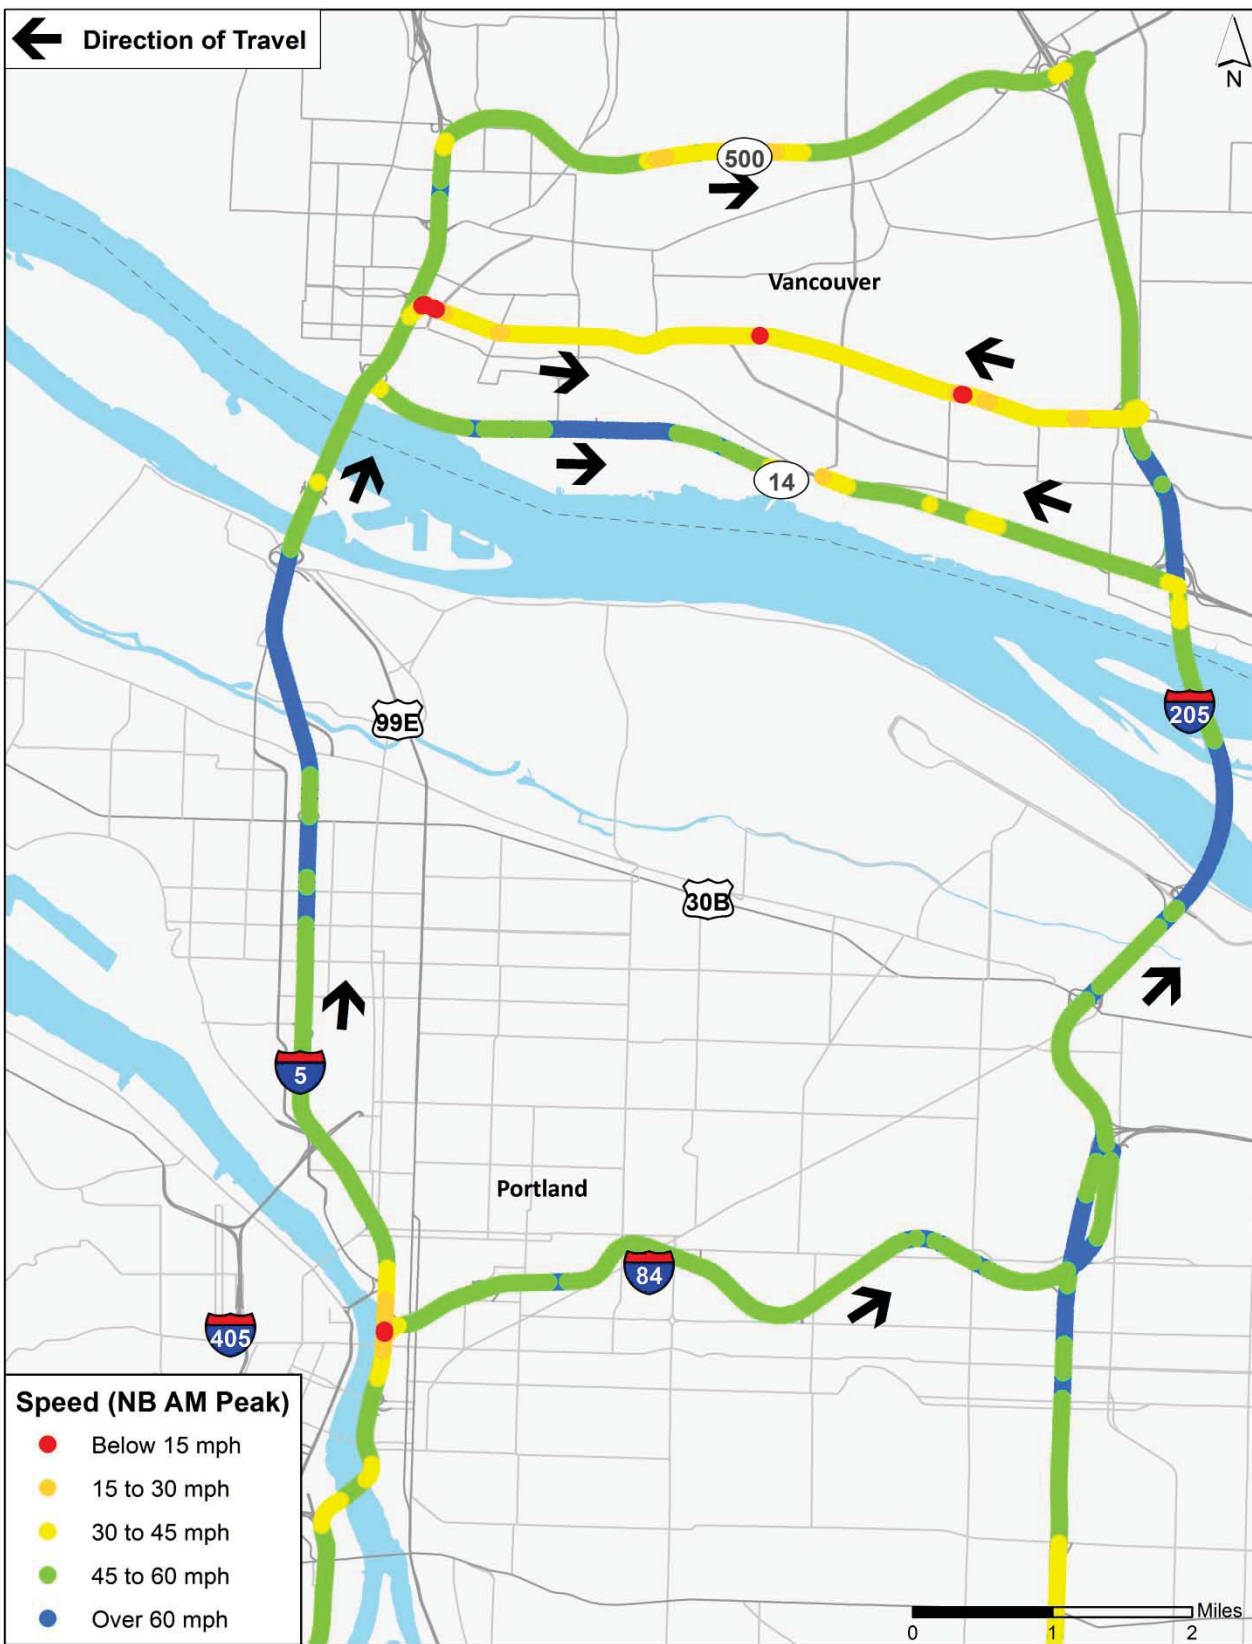 Direction of Travel
N
500
Vancouver
14
205
99E
30B
5
Portland
84
405
Speed (NB AM Peak)
Below 15 mph
15 to 30 mph
30 to 45 mph
45 to 60 mph
Over 60 mph
Miles
0 1 2